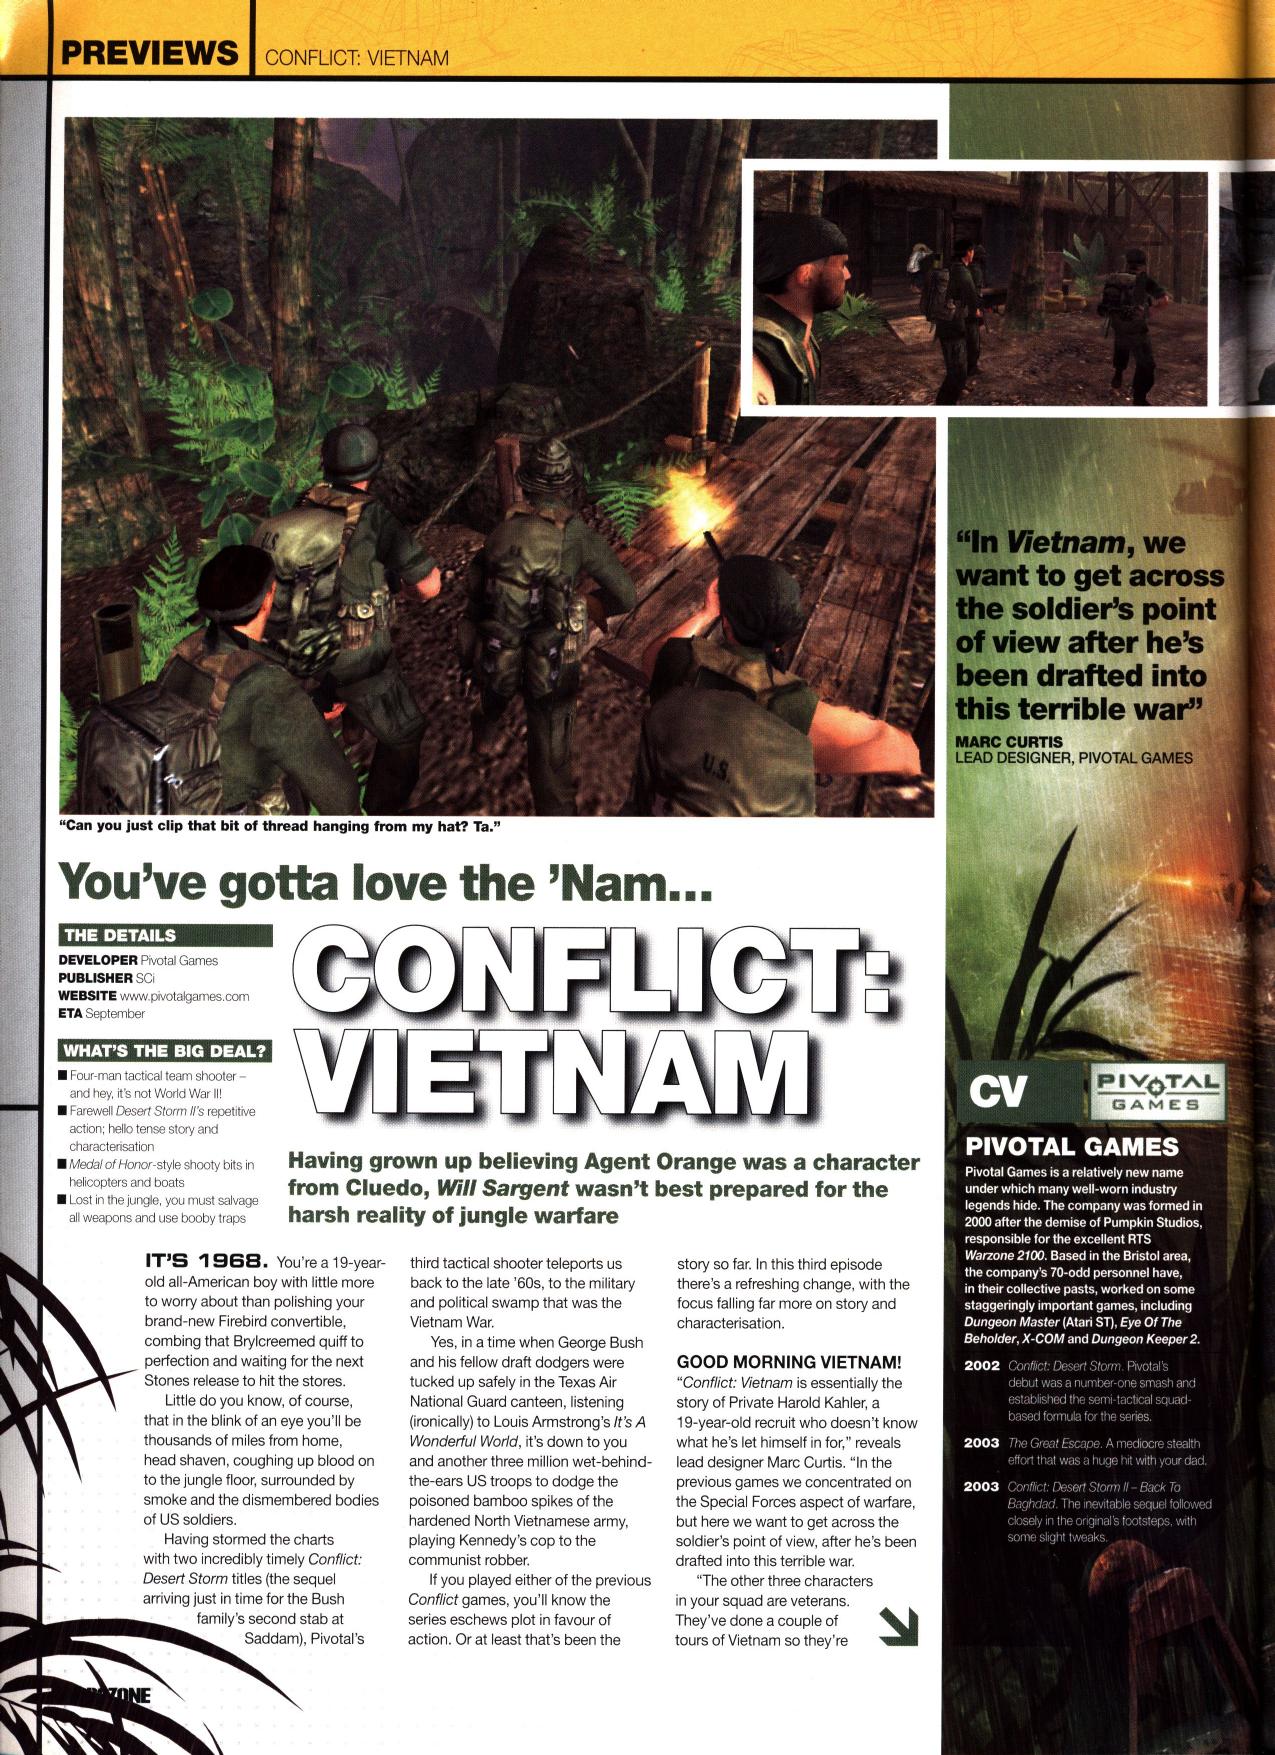 PREVIEWS
CONFLICT: VIETNAM
“In Vietnam, we
want to get across
the soldier’s point
of view after he’s
been drafted into
this terrible war”
MARC CURTIS
LEAD DESIGNER, PIVOTAL GAMES
“Can you just clip that bit of thread hanging from my hat? Ta.”
You’ve gotta love the ’Nam...
THE DETAILS
DEVELOPER Pivotal Games
PUBLISHER SCi
WEBSITE www.pivotalgames.com
ETA September
WHAT’S THE BIG DEAL?
■ Four-man tactical team shooter –
and hey, it’s not World War II!
■ Farewell Desert Storm II’s repetitive
action; hello tense story and
characterisation
■ Medal of Honor-style shooty bits in
helicopters and boats
■ Lost in the jungle, you must salvage
all weapons and use booby traps
CONFLICT:
VIETNAM
Having grown up believing Agent Orange was a character
from Cluedo, Will Sargent wasn’t best prepared for the
harsh reality of jungle warfare
IT’S 1968. You’re a 19-year-
old all-American boy with little more
to worry about than polishing your
brand-new Firebird convertible,
combing that Brylcreemed quiff to
perfection and waiting for the next
Stones release to hit the stores.
Little do you know, of course,
that in the blink of an eye you’ll be
thousands of miles from home,
head shaven, coughing up blood on
to the jungle floor, surrounded by
smoke and the dismembered bodies
of US soldiers.
Having stormed the charts
with two incredibly timely Conflict:
Desert Storm titles (the sequel
arriving just in time for the Bush
family’s second stab at
Saddam), Pivotal’s
third tactical shooter teleports us
back to the late ’60s, to the military
and political swamp that was the
Vietnam War.
Yes, in a time when George Bush
and his fellow draft dodgers were
tucked up safely in the Texas Air
National Guard canteen, listening
(ironically) to Louis Armstrong’s It’s A
Wonderful World, it’s down to you
and another three million wet-behind-
the-ears US troops to dodge the
poisoned bamboo spikes of the
hardened North Vietnamese army,
playing Kennedy’s cop to the
communist robber.
If you played either of the previous
Conflict games, you’ll know the
series eschews plot in favour of
action. Or at least that’s been the
story so far. In this third episode
there’s a refreshing change, with the
focus falling far more on story and
characterisation.
GOOD MORNING VIETNAM!
“Conflict: Vietnam is essentially the
story of Private Harold Kahler, a
19-year-old recruit who doesn’t know
what he’s let himself in for,” reveals
lead designer Marc Curtis. “In the
previous games we concentrated on
the Special Forces aspect of warfare,
but here we want to get across the
soldier’s point of view, after he’s been
drafted into this terrible war.
“The other three characters
in your squad are veterans.
They’ve done a couple of
tours of Vietnam so they’re
CV
PIVOTAL
GAMES
PIVOTAL GAMES
Pivotal Games is a relatively new name
under which many well-worn industry
legends hide. The company was formed in
2000 after the demise of Pumpkin Studios,
responsible for the excellent RTS
Warzone 2100. Based in the Bristol area,
the company’s 70-odd personnel have,
in their collective pasts, worked on some
staggeringly important games, including
Dungeon Master (Atari ST), Eye Of The
Beholder, X-COM and Dungeon Keeper 2.
2002 Conflict: Desert Storm. Pivotal’s
debut was a number-one smash and
established the semi-tactical squad-
based formula for the series.
2003 The Great Escape. A mediocre stealth
effort that was a huge hit with your dad.
2003 Conflict: Desert Storm II – Back To
Baghdad. The inevitable sequel followed
closely in the original’s footsteps, with
some slight tweaks.
U.S.
U.S.
U.S.